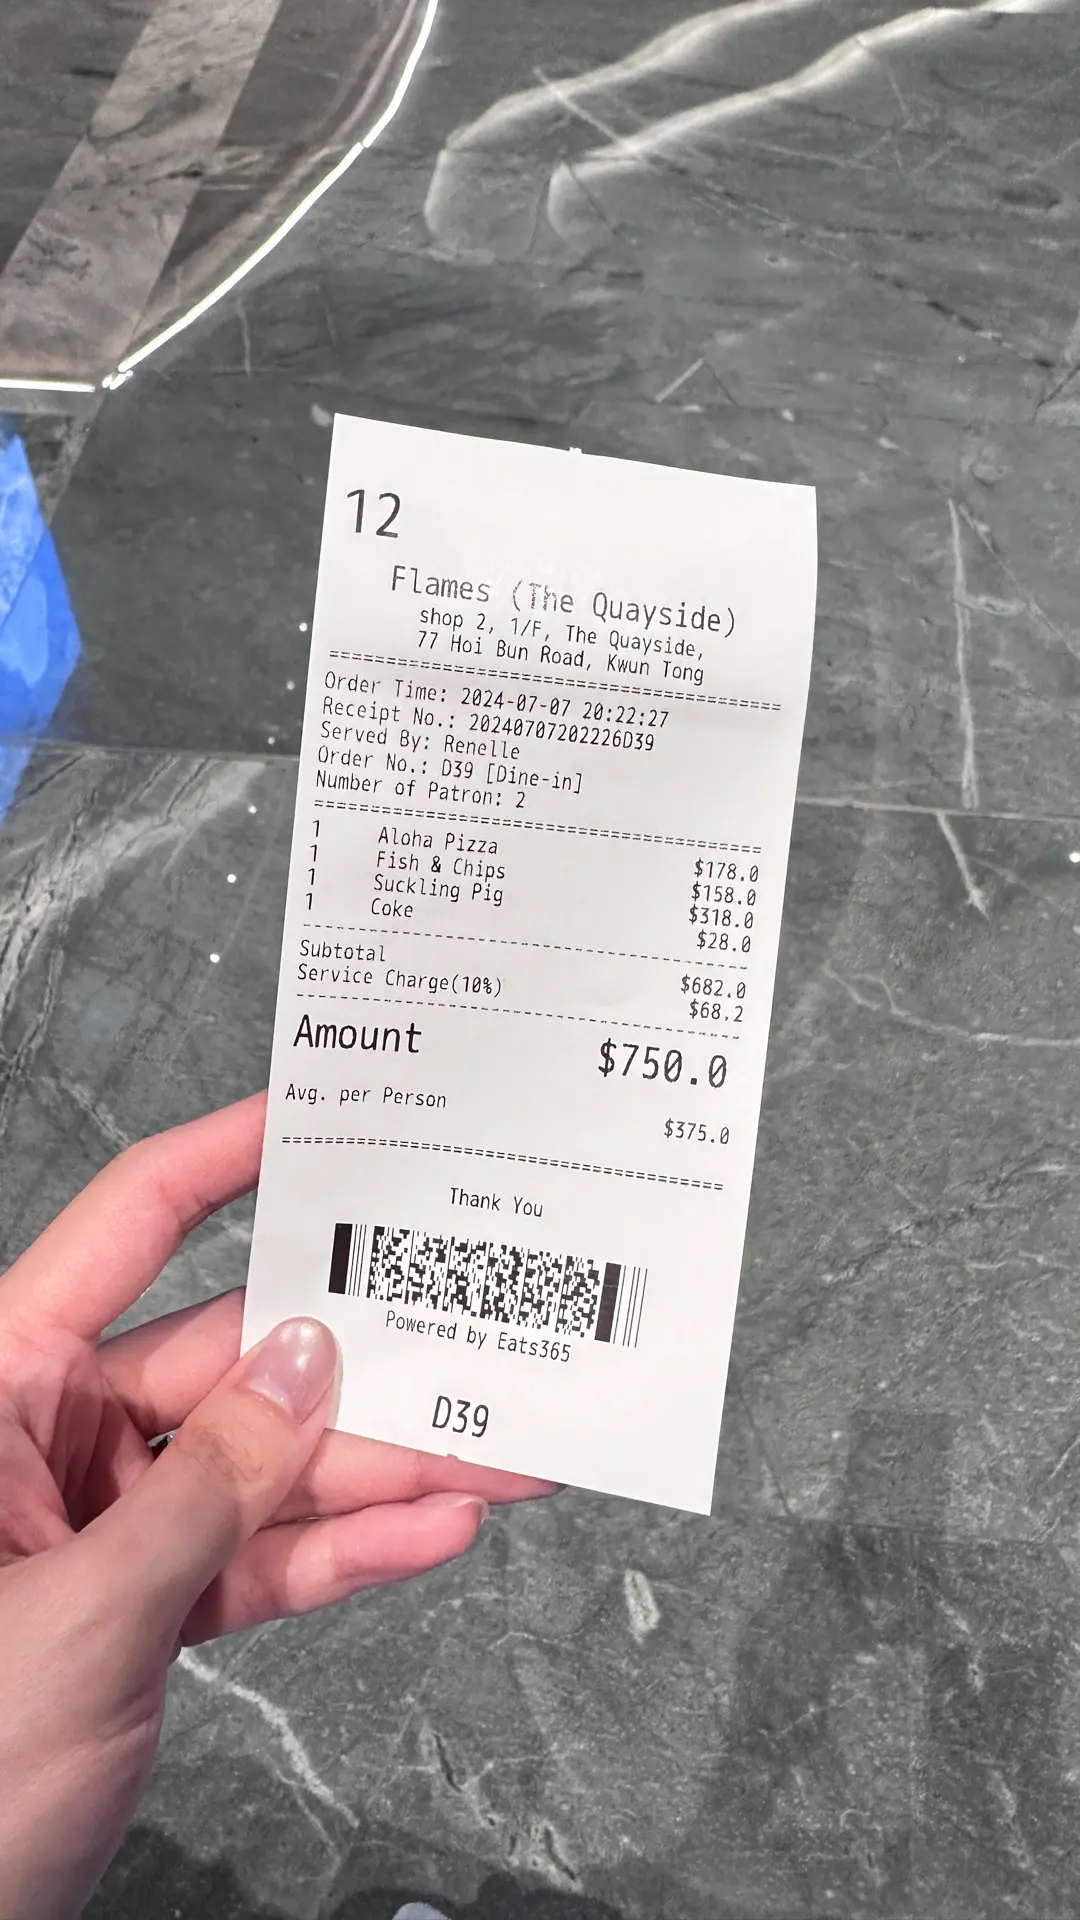 12
Flames (The Quayside)
shop 2, 1/F, The Quayside,
77 Hoi Bun Road, Kwun Tong
========================================
Order Time: 2024-07-07 20:22:27
Receipt No.: 20240707202226D39
Served By: Renelle
Order No.: D39 [Dine-in]
Number of Patron: 2
========================================
1 Aloha Pizza $178.0
1 Fish & Chips $158.0
1 Suckling Pig $318.0
1 Coke $28.0
----------------------------------------
Subtotal $682.0
Service Charge(10%) $68.2
----------------------------------------
Amount $750.0
Avg. per Person $375.0
========================================
Thank You
Powered by Eats365
D39